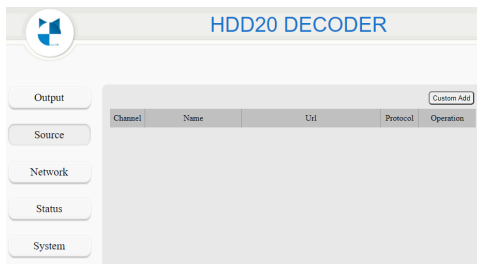 HDD20 DECODER
Output
Source
Network
Status
System
Custom Add
Channel Name Url Protocol Operation